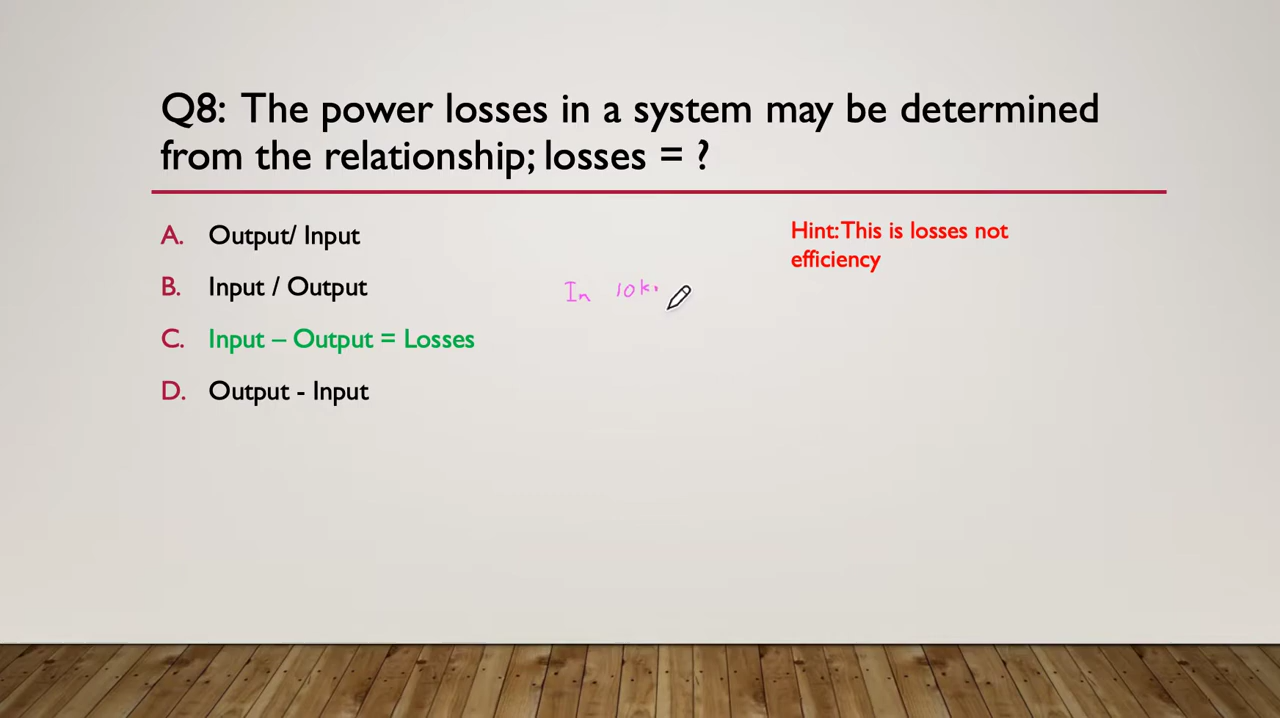 Q8: The power losses in a system may be determined
from the relationship; losses = ?
A. Output/ Input
B. Input / Output
C. Input – Output = Losses
D. Output - Input
Hint: This is losses not
efficiency
In 10k